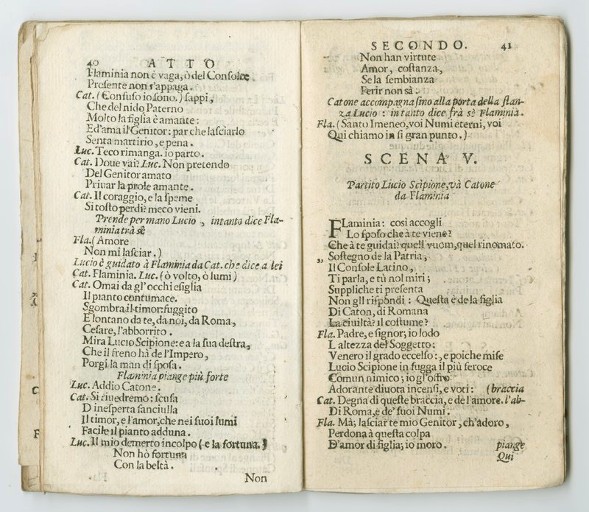 40 ATTO
Flaminia non è vaga, ò del Console
Presente non s'appaga.
Cat. (Confuso io sono.) sappi,
Che del nido Paterno
Molto la figlia è amante:
Ed ama il Genitor: par che lasciarlo
Senta martirio, e pena.
Luc. Teco rimanga. io parto.
Cat. Doue vai? Luc. Non pretendo
Del Genitor amato
Priuar la prole amante.
Cat. Il coraggio, e la speme
Sì tosto perdi? meco vieni.
Prende per mano Lucio, intanto dice Fla-
minia trà sè
Fla. (Amore
Non mi lasciar.)
Lucio è guidato à Flaminia da Cat. che dice a lei
Cat. Flaminia. Luc. (ò volto, ò lumi)
Cat. Omai da gl'occhi ò figlia
Il pianto contumace.
Sgombra il timor: fuggito
E' lontano da te, da noi, da Roma,
Cesare, l'abborrito.
Mira Lucio Scipione: e a la sua destra,
Che il freno hà de l'Impero,
Porgi la man di sposa.
Flaminia piange più forte
Luc. Addio Catone.
Cat. Sì riuedremo: scusa
D'inesperta fanciulla
Il timor, e l'amor, che nei suoi lumi
Facile il pianto adduna.
Luc. Il mio demerto incolpo (e la fortuna.)
Non hò fortuna
Con la beltà.
Non
SECONDO. 41
Non han virtute
Amor, costanza,
Se la sembianza
Ferir non sà.
Catone accompagna sino alla porta della stan-
za Lucio: intanto dice frà sè Flaminia.
Fla. (Santo Imeneo, voi Numi eterni, voi
Qui chiamo in sì gran punto.)
SCENA V.
Partito Lucio Scipione, và Catone
da Flaminia
Flaminia: così accogli
Lo sposo che à te viene?
Che à te guidai? quell vuom, quel rinomato.
„ Sostegno de la Patria,
Il Console Latino,
Ti parla, e tù nol miri;
Suppliche ti presenta
Non gli rispondi: Questa è de la figlia
Di Caton, di Romana
La ciuiltà? il costume?
Fla. Padre, e signor; io lodo
L'altezza del Soggetto:
Venero il grado eccelso:, e poiche mise
Lucio Scipione in fugga il più feroce
Comun nimico; io gl'offro
Adorante diuota incensi, e voti: (braccia
Cat. Degna di queste braccia, e de l'amore. l'ab-
Di Roma, e de' suoi Numi.
Fla. Mà, lasciar te mio Genitor, ch'adoro,
Perdona à questa colpa
D'amor di figlia; io moro. piange
Qui